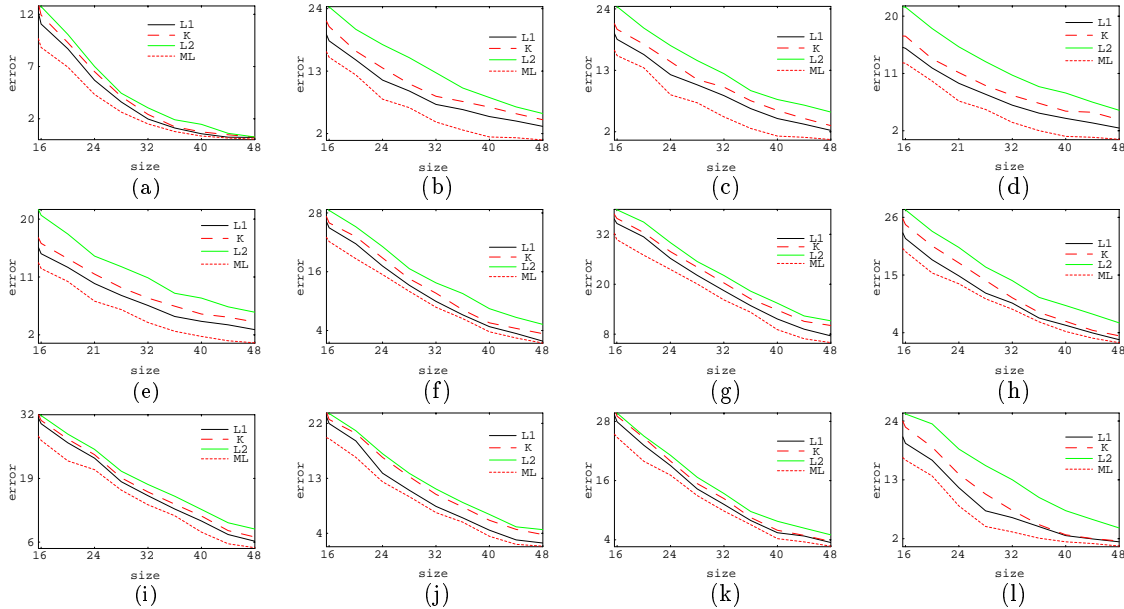 12
7
2
error
L1
K
L2
ML
16 24 32 40 48
size
(a)
24
13
2
error
L1
K
L2
ML
16 24 32 40 48
size
(b)
24
13
2
error
L1
K
L2
ML
16 24 32 40 48
size
(c)
20
11
2
error
L1
K
L2
ML
16 21 28 34 41 48
size
(d)
20
11
2
error
L1
K
L2
ML
16 24 32 40 48
size
(e)
28
16
4
error
L1
K
L2
ML
16 24 32 40 48
size
(f)
32
20
8
error
L1
K
L2
ML
16 24 32 40 48
size
(g)
26
15
4
error
L1
K
L2
ML
16 24 32 40 48
size
(h)
32
19
6
error
L1
K
L2
ML
16 24 32 40 48
size
(i)
22
13
4
error
L1
K
L2
ML
16 24 32 40 48
size
(j)
28
16
4
error
L1
K
L2
ML
16 24 32 40 48
size
(k)
24
13
2
error
L1
K
L2
ML
16 24 32 40 48
size
(l)